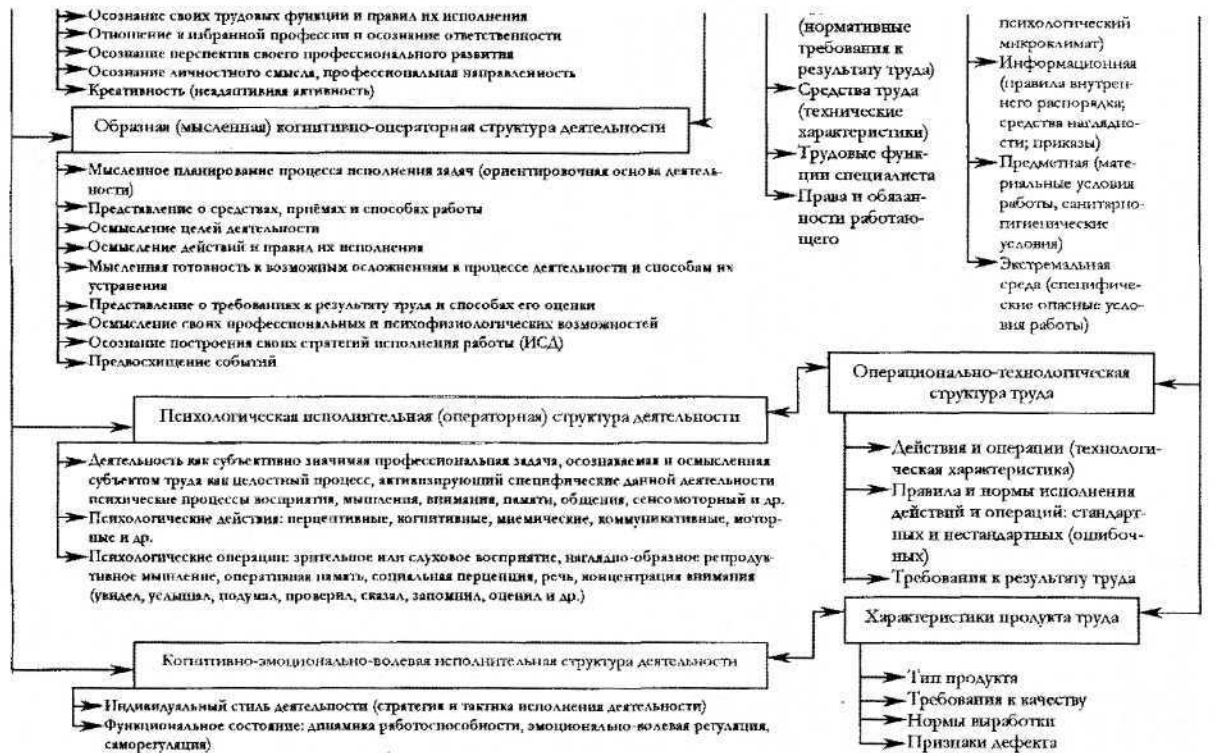 Осознание своих трудовых функции и правил их исполнения
Отношение к избранной профессии и осознание ответственности
Осознание перспектив своего профессионального развития
Осознание личностного смысла, профессиональная направленность
Креативность (неадаптивная активность)
Образная (мысленная) когнитивно-операторная структура деятельности
Мысленное планирование процесса исполнения задач (ориентировочная основа деятель-
ности)
Представление о средствах, приёмах и способах работы
Осмысление целей деятельности
Осмысление действий и правил их исполнения
Мысленная готовность к возможным осложнениям в процессе деятельности и способам их
устранения
Представление о требованиях к результату труда и способах его оценки
Осмысление своих профессиональных и психофизиологических возможностей
Осознание построения своих стратегий исполнения работы (ИСД)
Предвосхищение событий
(нормативные
требования к
результату труда)
Средства труда
(технические
характеристики)
Трудовые функ-
ции специалиста
Права и обязан-
ности работаю-
щего
психологический
микроклимат)
Информационная
(правила внутрен-
него распорядка;
средства наглядно-
сти; приказы)
Предметная (мате-
риальные условия
работы, санитарно-
гигиенические
условия)
Экстремальная
среда (специфиче-
ские опасные усло-
вия работы)
Психологическая исполнительная (операторная) структура деятельности
Деятельность как субъективно значимая профессиональная задача, осознаваемая и осмысленная
субъектом труда как целостный процесс, активизирующий специфические данной деятельности
психические процессы восприятия, мышления, внимания, памяти, общения, сенсомоторный и др.
Психологические действия: перцептивные, когнитивные, мнемические, коммуникативные, мотор-
ные и др.
Психологические операции: зрительное или слуховое восприятие, наглядно-образное репродук-
тивное мышление, оперативная память, социальная перцепция, речь, концентрация внимания
(увидел, услышал, подумал, проверил, сказал, запомнил, оценил и др.)
Операционально-технологическая
структура труда
Действия и операции (технологи-
ческая характеристика)
Правила и нормы исполнения
действий и операций: стандарт-
ных и нестандартных (ошибоч-
ных)
Требования к результату труда
Когнитивно-эмоционально-волевая исполнительная структура деятельности
Индивидуальный стиль деятельности (стратегия и тактика исполнения деятельности)
Функциональное состояние: динамика работоспособности, эмоционально-волевая регуляция,
саморегуляция)
Характеристики продукта труда
Тип продукта
Требования к качеству
Нормы выработки
Признаки дефекта